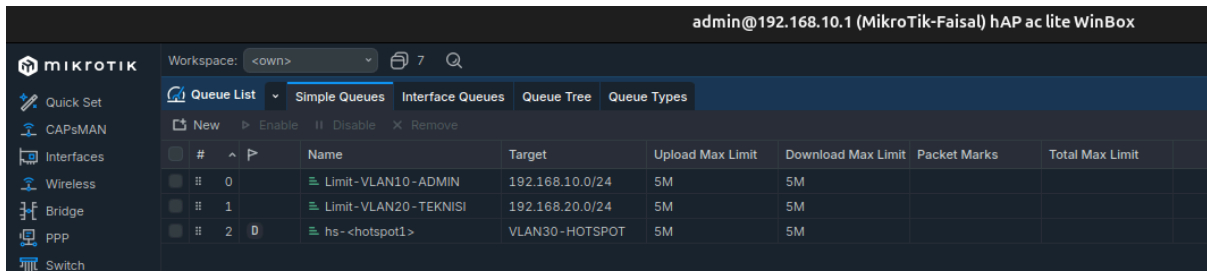 admin@192.168.10.1 (MikroTik-Faisal) hAP ac lite WinBox
MIKROTIK Workspace: <own> 7
Quick Set Queue List Simple Queues Interface Queues Queue Tree Queue Types
CAPsMAN New Enable Disable Remove
Interfaces # Name Target Upload Max Limit Download Max Limit Packet Marks Total Max Limit
Wireless 0 Limit-VLAN10-ADMIN 192.168.10.0/24 5M 5M
Bridge 1 Limit-VLAN20-TEKNISI 192.168.20.0/24 5M 5M
PPP 2 D hs-<hotspot1> VLAN30-HOTSPOT 5M 5M
Switch